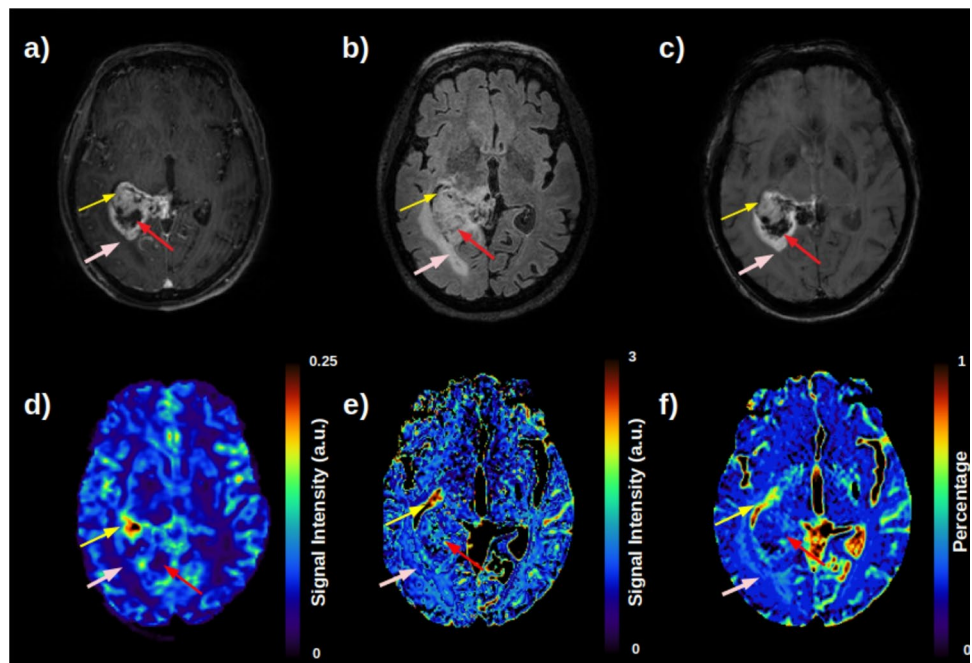 a)
b)
c)
d)
0.25
Signal Intensity (a.u.)
0
e)
3
Signal Intensity (a.u.)
0
f)
1
Percentage
0